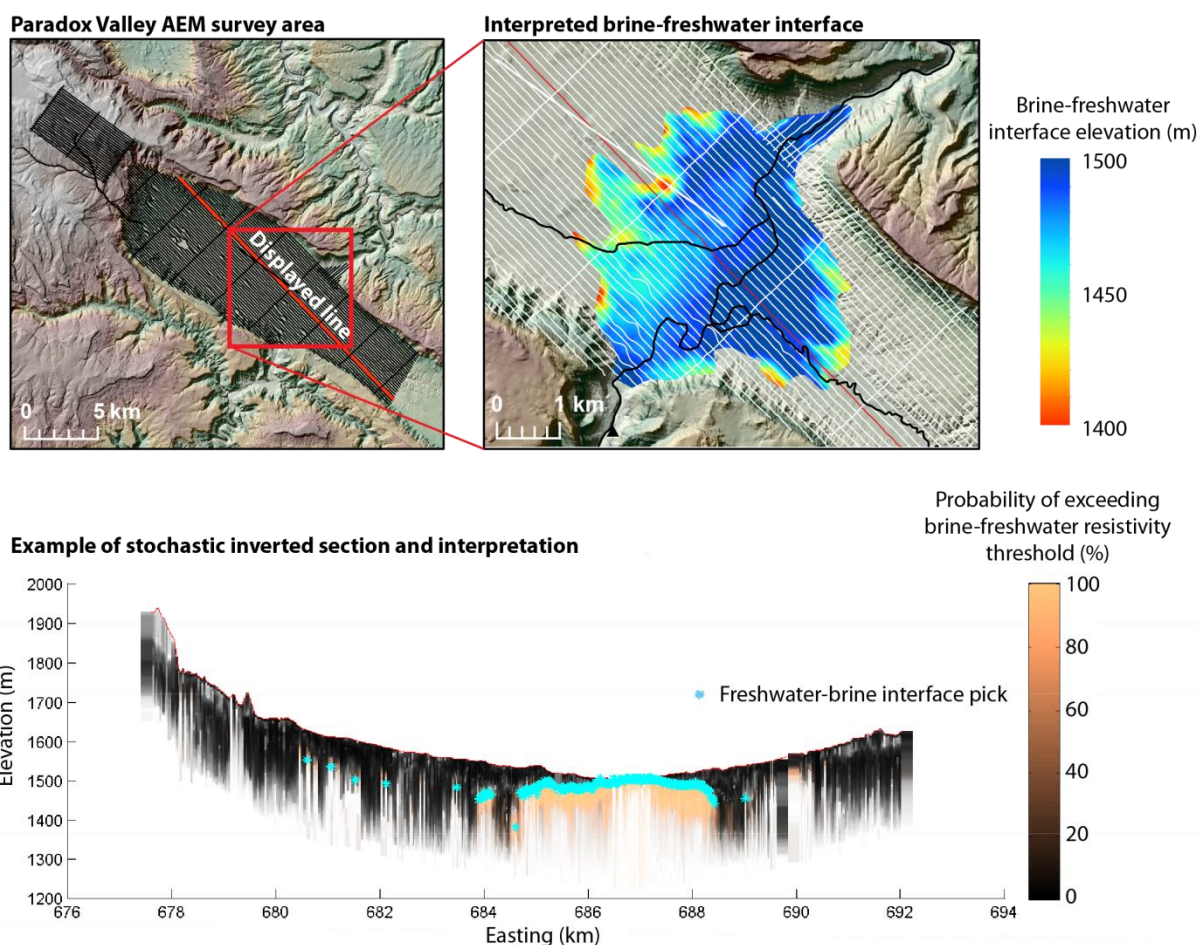 Paradox Valley AEM survey area
Displayed line
0 5 km
Interpreted brine-freshwater interface
0 1 km
Brine-freshwater
interface elevation (m)
1500
1450
1400
Example of stochastic inverted section and interpretation
Probability of exceeding
brine-freshwater resistivity
threshold (%)
100
80
60
40
20
0
Elevation (m)
2000
1900
1800
1700
1600
1500
1400
1300
1200
Freshwater-brine interface pick
676 678 680 682 684 686 688 690 692 694
Easting (km)